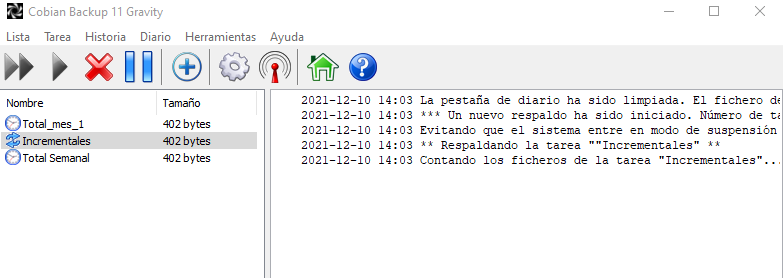 Cobian Backup 11 Gravity
Lista Tarea Historia Diario Herramientas Ayuda
Nombre Tamaño
Total_mes_1 402 bytes
Incrementales 402 bytes
Total Semanal 402 bytes
2021-12-10 14:03 La pestaña de diario ha sido limpiada. El fichero de
2021-12-10 14:03 *** Un nuevo respaldo ha sido iniciado. Número de ta
2021-12-10 14:03 Evitando que el sistema entre en modo de suspensión
2021-12-10 14:03 ** Respaldando la tarea ""Incrementales" **
2021-12-10 14:03 Contando los ficheros de la tarea "Incrementales"...